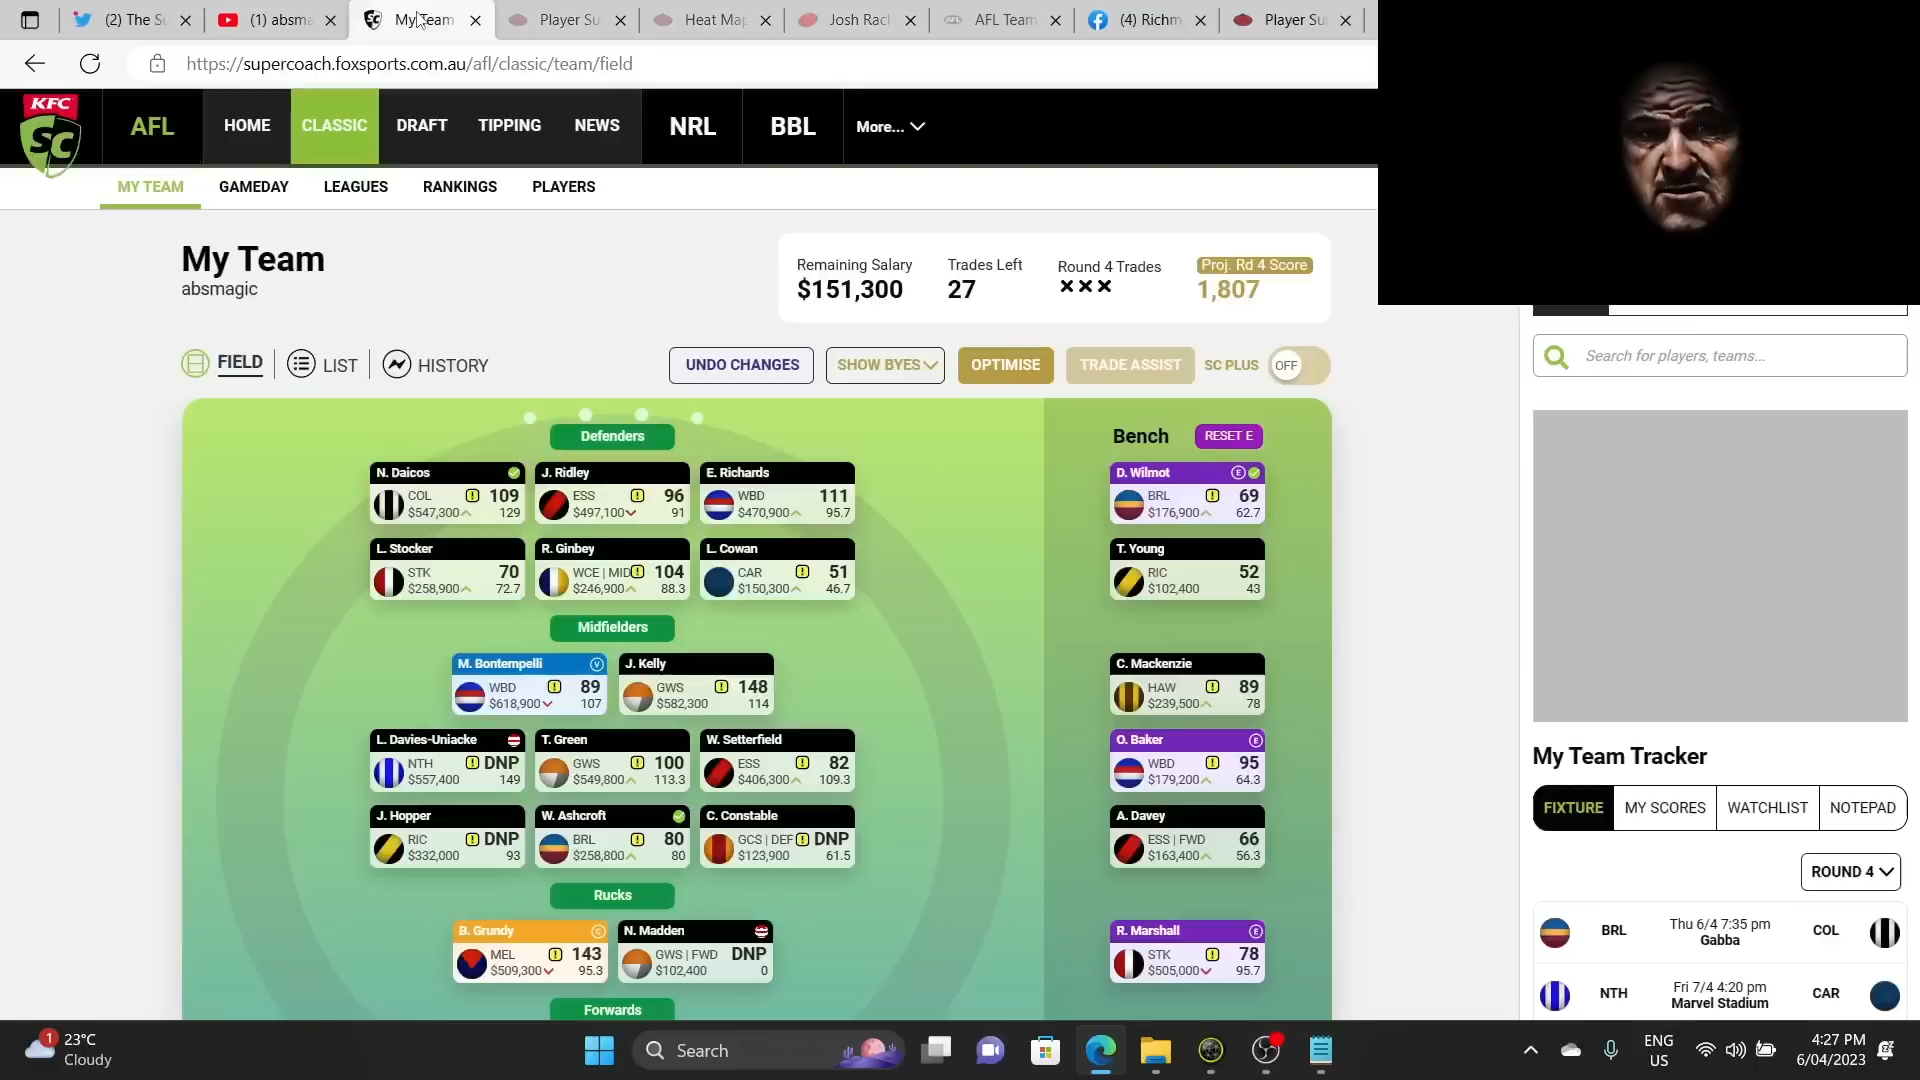 (2) The Su
(1) absma
My Team
Player Su
Heat Map
Josh Rach
AFL Team
(4) Richm
Player Su
https://supercoach.foxsports.com.au/afl/classic/team/field
KFC
SC
AFL
HOME
CLASSIC
DRAFT
TIPPING
NEWS
NRL
BBL
More...
MY TEAM
GAMEDAY
LEAGUES
RANKINGS
PLAYERS
My Team
absmagic
Remaining Salary
$151,300
Trades Left
27
Round 4 Trades
×××
Proj. Rd 4 Score
1,807
FIELD
LIST
HISTORY
UNDO CHANGES
SHOW BYES
OPTIMISE
TRADE ASSIST
SC PLUS
OFF
Search for players, teams...
Defenders
Bench
RESET E
N. Daicos
COL 109
$547,300 129
J. Ridley
ESS 96
$497,100 91
E. Richards
WBD 111
$470,900 95.7
D. Wilmot E
BRL 69
$176,900 62.7
L. Stocker
STK 70
$258,900 72.7
R. Ginbey
WCE | MID 104
$246,900 88.3
L. Cowan
CAR 51
$150,300 46.7
T. Young
RIC 52
$102,400 43
Midfielders
M. Bontempelli V
WBD 89
$618,900 107
J. Kelly
GWS 148
$582,300 114
C. Mackenzie
HAW 89
$239,500 78
L. Davies-Uniacke
NTH DNP
$557,400 149
T. Green
GWS 100
$549,800 113.3
W. Setterfield
ESS 82
$406,300 109.3
O. Baker E
WBD 95
$179,200 64.3
J. Hopper
RIC DNP
$332,000 93
W. Ashcroft
BRL 80
$258,800 80
C. Constable
GCS | DEF DNP
$123,900 61.5
A. Davey
ESS | FWD 66
$163,400 56.3
Rucks
B. Grundy C
MEL 143
$509,300 95.3
N. Madden
GWS | FWD DNP
$102,400 0
R. Marshall E
STK 78
$505,000 95.7
Forwards
My Team Tracker
FIXTURE
MY SCORES
WATCHLIST
NOTEPAD
ROUND 4
BRL
Thu 6/4 7:35 pm
Gabba
COL
NTH
Fri 7/4 4:20 pm
Marvel Stadium
CAR
1
23°C
Cloudy
Search
ENG
US
4:27 PM
6/04/2023